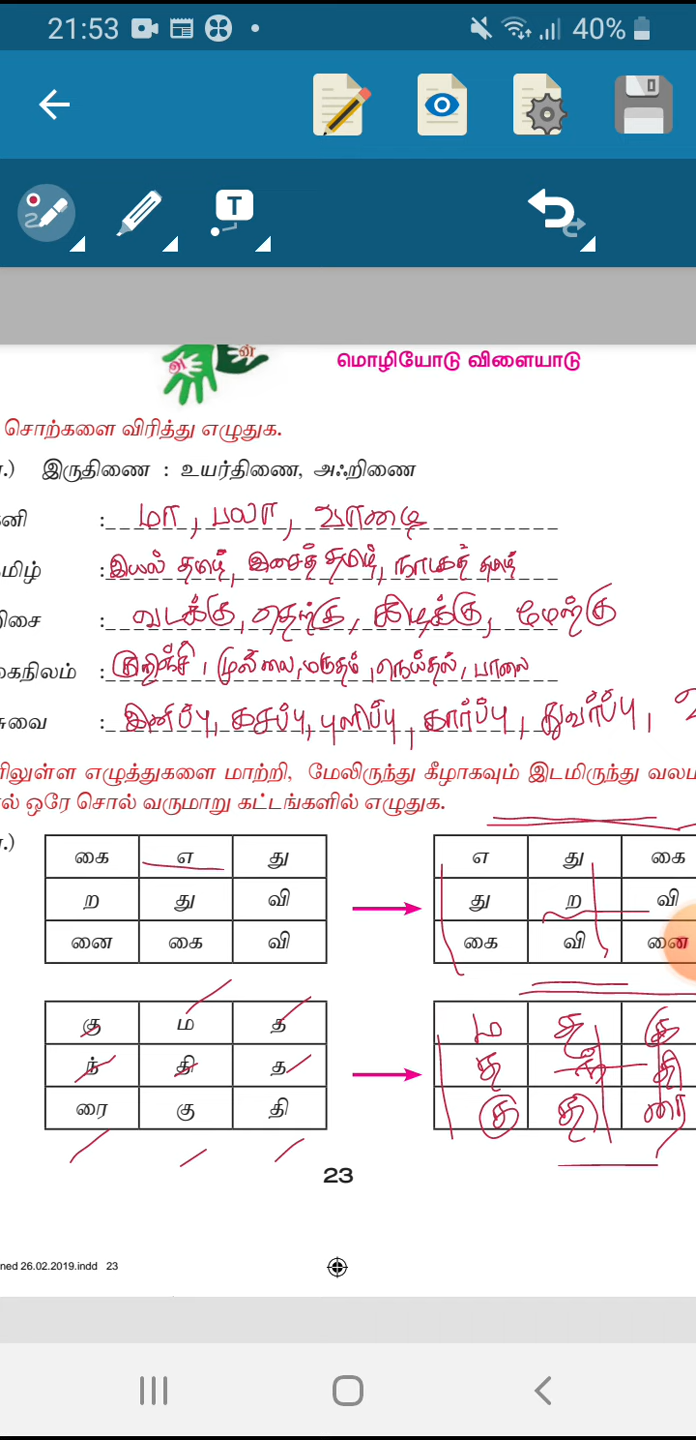 21:53
40%
T
மொழியோடு விளையாடு
சொற்களை விரித்து எழுதுக.
.) இருதிணை : உயர்திணை, அஃறிணை
னி : மா, பலா, வாழை
மிழ் : இயல் தமிழ், இசைத் தமிழ், நாடகத் தமிழ்
ிசை : வடக்கு, தெற்கு, கிழக்கு, மேற்கு
கைநிலம் : குறிஞ்சி, முல்லை, மருதம், நெய்தல், பாலை
சுவை : இனிப்பு, கசப்பு, புளிப்பு, கார்ப்பு, துவர்ப்பு,
ிலுள்ள எழுத்துகளை மாற்றி, மேலிருந்து கீழாகவும் இடமிருந்து வல
ல் ஒரே சொல் வருமாறு கட்டங்களில் எழுதுக.
.) கை எ து எ து கை
ற து வி து ற வி
னை கை வி கை வி னை
கு ம த ம த கு
ந் தி த த ந் தி
ரை கு தி கு தி ரை
23
ned 26.02.2019.indd 23